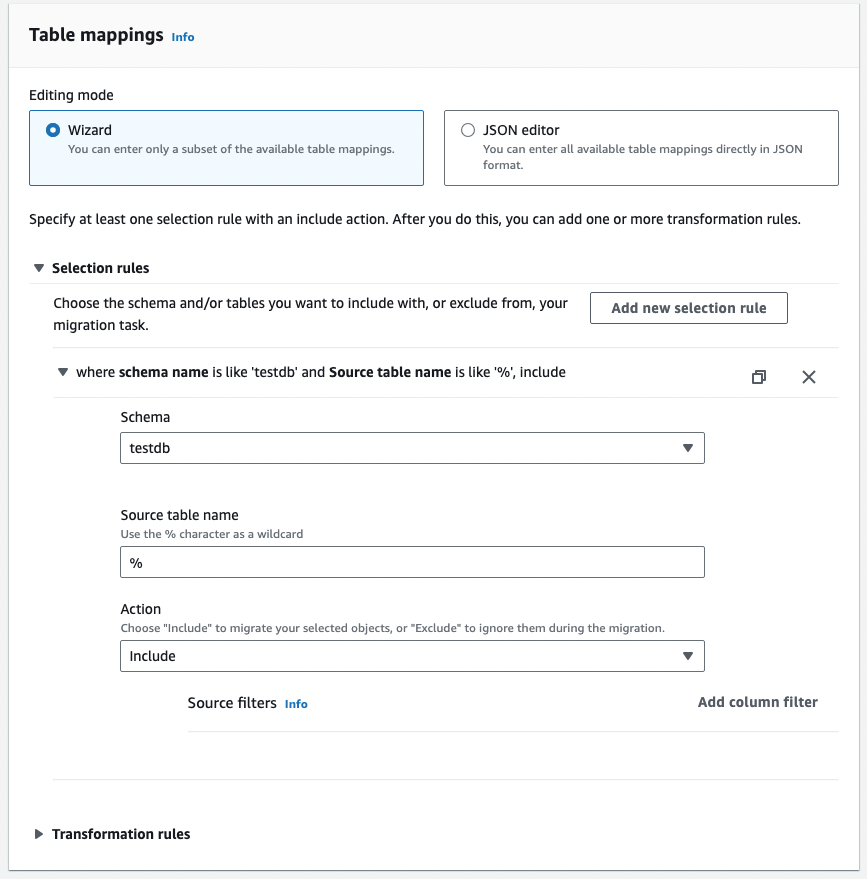 Table mappings Info
Editing mode
Wizard
You can enter only a subset of the available table mappings.
JSON editor
You can enter all available table mappings directly in JSON
format.
Specify at least one selection rule with an include action. After you do this, you can add one or more transformation rules.
Selection rules
Choose the schema and/or tables you want to include with, or exclude from, your
migration task.
Add new selection rule
where schema name is like 'testdb' and Source table name is like '%', include
Schema
testdb
Source table name
Use the % character as a wildcard
%
Action
Choose "Include" to migrate your selected objects, or "Exclude" to ignore them during the migration.
Include
Source filters Info
Add column filter
Transformation rules